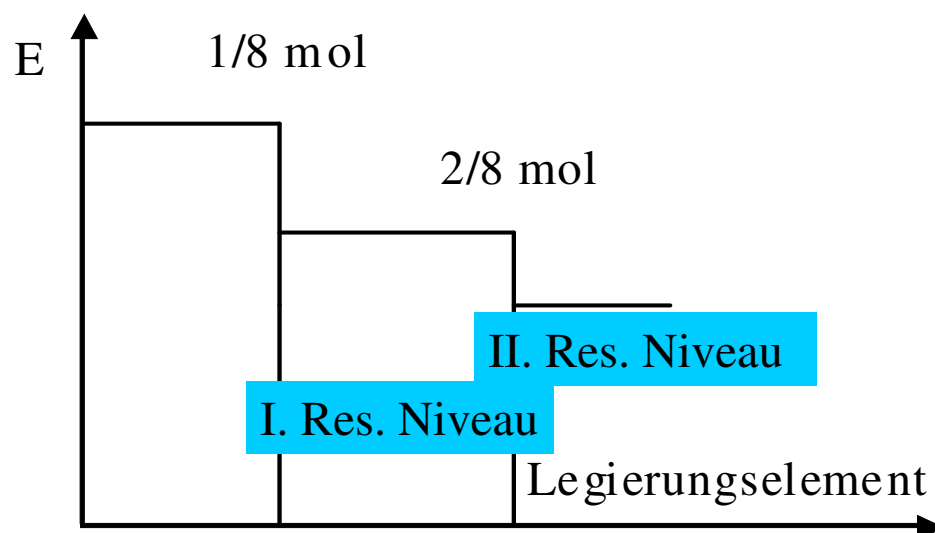 E
1/8 mol
2/8 mol
II. Res. Niveau
I. Res. Niveau
Legierungselement